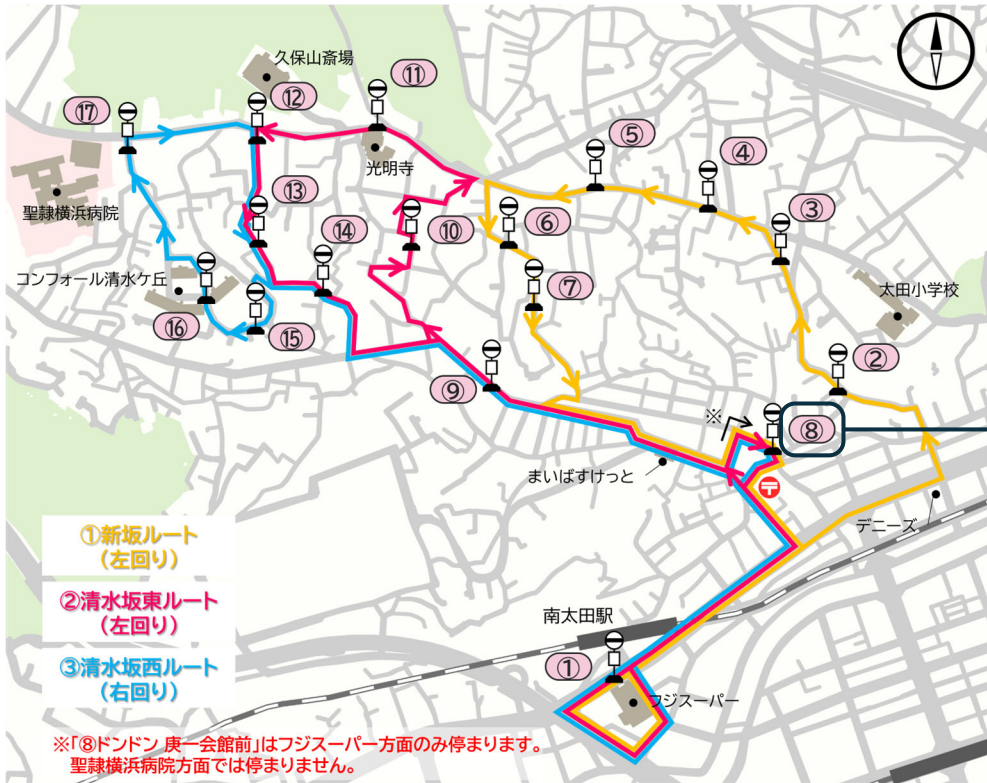 久保山斎場
⑪
⑰
⑫
⑤
④
光明寺
⑬
③
聖隷横浜病院
⑥
⑩
⑭
コンフォール清水ケ丘
⑦
太田小学校
⑯
⑮
②
⑨
※
⑧
まいばすけっと
〒
デニーズ
①新坂ルート
(左回り)
②清水坂東ルート
(左回り)
南太田駅
③清水坂西ルート
(右回り)
①
フジスーパー
※「⑧ドンドン 庚一会館前」はフジスーパー方面のみ停まります。
聖隷横浜病院方面では停まりません。